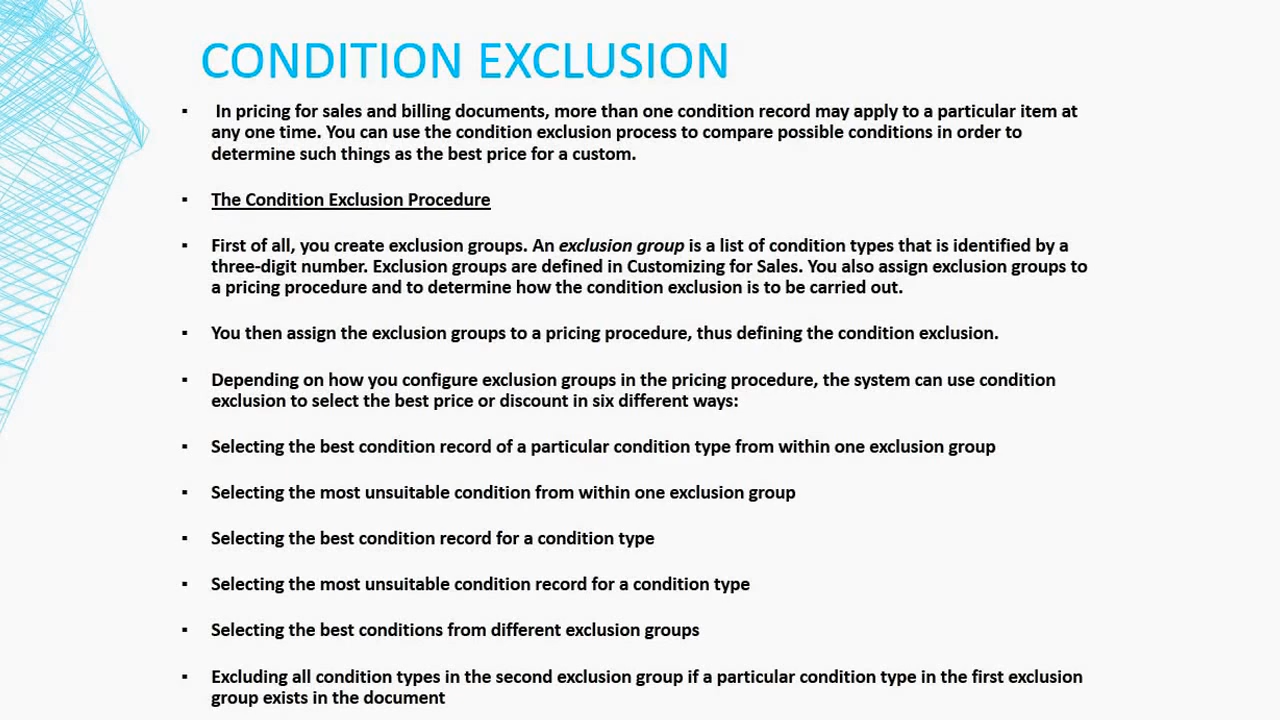 CONDITION EXCLUSION
▪ In pricing for sales and billing documents, more than one condition record may apply to a particular item at
any one time. You can use the condition exclusion process to compare possible conditions in order to
determine such things as the best price for a custom.
▪ The Condition Exclusion Procedure
▪ First of all, you create exclusion groups. An exclusion group is a list of condition types that is identified by a
three-digit number. Exclusion groups are defined in Customizing for Sales. You also assign exclusion groups to
a pricing procedure and to determine how the condition exclusion is to be carried out.
▪ You then assign the exclusion groups to a pricing procedure, thus defining the condition exclusion.
▪ Depending on how you configure exclusion groups in the pricing procedure, the system can use condition
exclusion to select the best price or discount in six different ways:
▪ Selecting the best condition record of a particular condition type from within one exclusion group
▪ Selecting the most unsuitable condition from within one exclusion group
▪ Selecting the best condition record for a condition type
▪ Selecting the most unsuitable condition record for a condition type
▪ Selecting the best conditions from different exclusion groups
▪ Excluding all condition types in the second exclusion group if a particular condition type in the first exclusion
group exists in the document